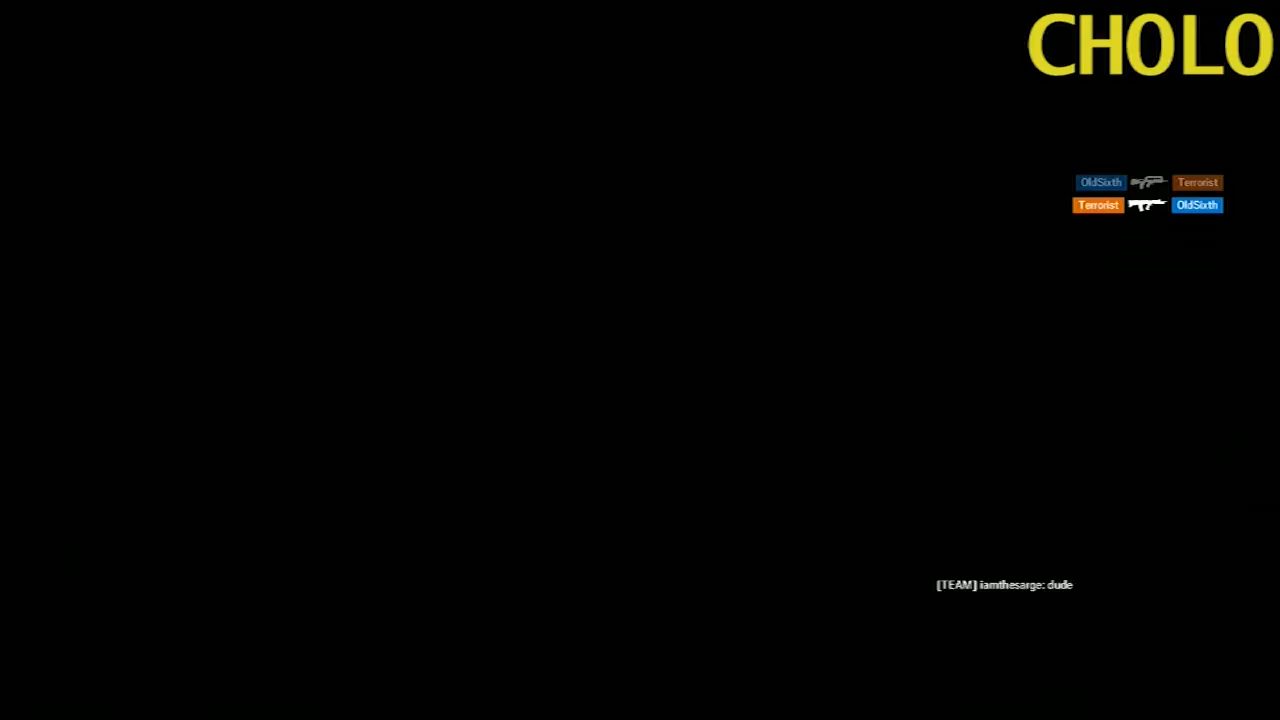 CHOLO
OldSixth Terrorist
Terrorist OldSixth
[TEAM] iamthesarge: dude